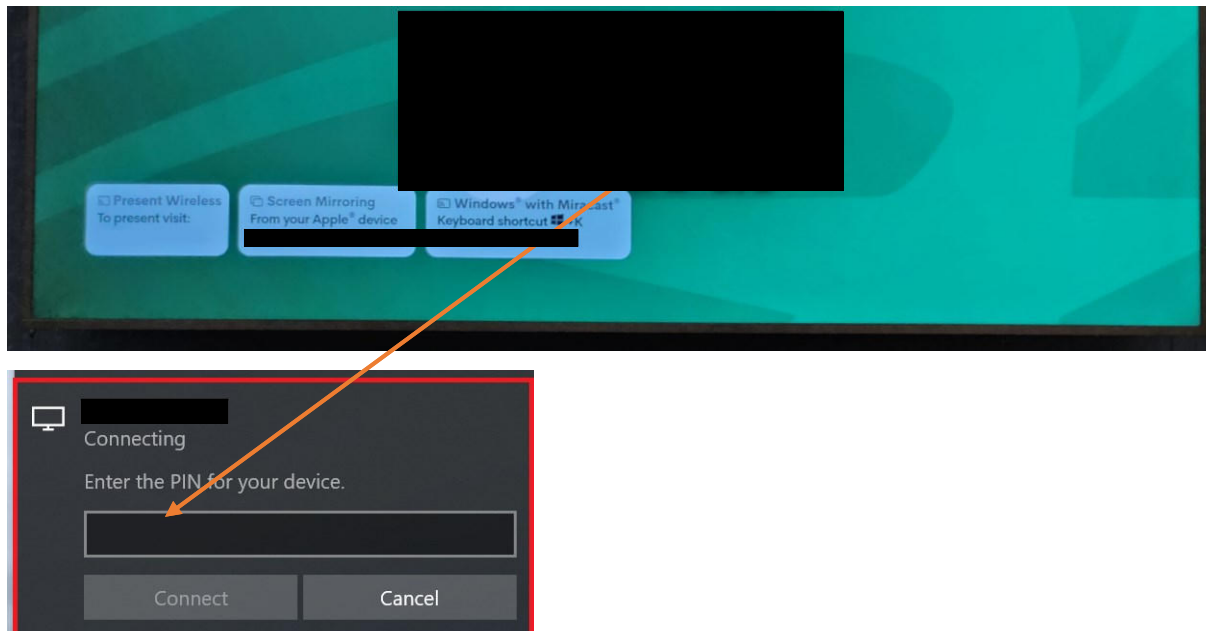 Present Wireless
To present visit:
Screen Mirroring
From your Apple® device
Windows® with Miracast®
Keyboard shortcut +K
Connecting
Enter the PIN for your device.
Connect
Cancel